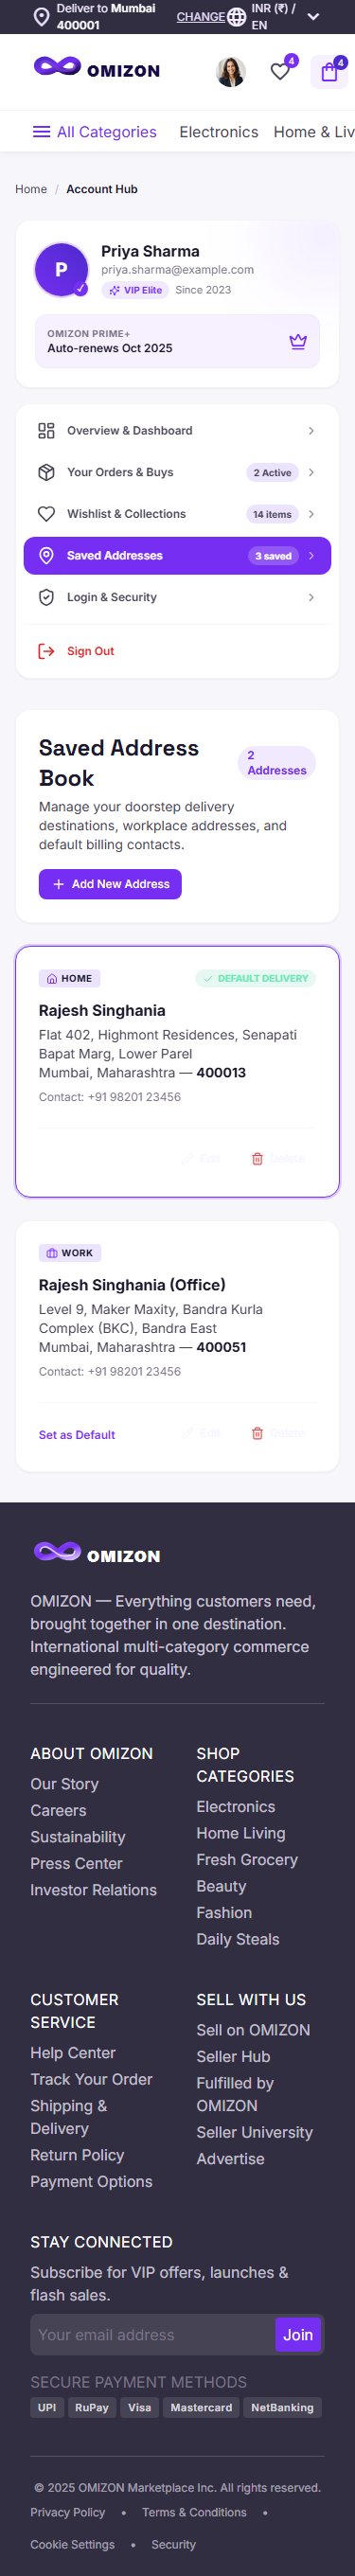 Deliver to Mumbai 400001 CHANGE INR (₹) / EN
OMIZON 4 4
All Categories Electronics Home & Liv
Home / Account Hub
P
Priya Sharma
priya.sharma@example.com
VIP Elite Since 2023
OMIZON PRIME+
Auto-renews Oct 2025
Overview & Dashboard
Your Orders & Buys 2 Active
Wishlist & Collections 14 items
Saved Addresses 3 saved
Login & Security
Sign Out
Saved Address
Book
2
Addresses
Manage your doorstep delivery
destinations, workplace addresses, and
default billing contacts.
Add New Address
HOME DEFAULT DELIVERY
Rajesh Singhania
Flat 402, Highmont Residences, Senapati
Bapat Marg, Lower Parel
Mumbai, Maharashtra — 400013
Contact: +91 98201 23456
Edit Delete
WORK
Rajesh Singhania (Office)
Level 9, Maker Maxity, Bandra Kurla
Complex (BKC), Bandra East
Mumbai, Maharashtra — 400051
Contact: +91 98201 23456
Set as Default Edit Delete
OMIZON
OMIZON — Everything customers need,
brought together in one destination.
International multi-category commerce
engineered for quality.
ABOUT OMIZON
Our Story
Careers
Sustainability
Press Center
Investor Relations
SHOP
CATEGORIES
Electronics
Home Living
Fresh Grocery
Beauty
Fashion
Daily Steals
CUSTOMER
SERVICE
Help Center
Track Your Order
Shipping &
Delivery
Return Policy
Payment Options
SELL WITH US
Sell on OMIZON
Seller Hub
Fulfilled by
OMIZON
Seller University
Advertise
STAY CONNECTED
Subscribe for VIP offers, launches &
flash sales.
Your email address Join
SECURE PAYMENT METHODS
UPI RuPay Visa Mastercard NetBanking
© 2025 OMIZON Marketplace Inc. All rights reserved.
Privacy Policy • Terms & Conditions •
Cookie Settings • Security